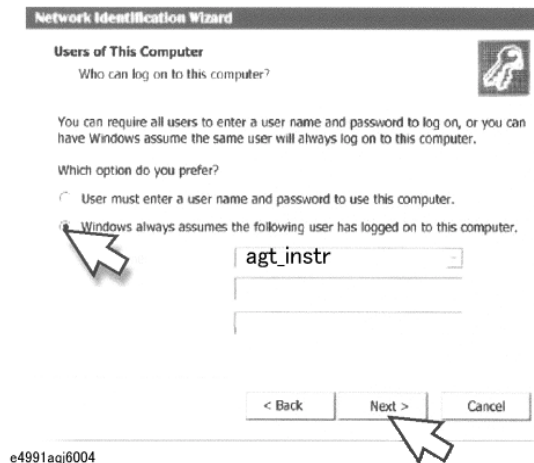 Network Identification Wizard
Users of This Computer
Who can log on to this computer?
You can require all users to enter a user name and password to log on, or you can
have Windows assume the same user will always log on to this computer.
Which option do you prefer?
User must enter a user name and password to use this computer.
Windows always assumes the following user has logged on to this computer.
agt_instr
< Back Next > Cancel
e4991aqj6004